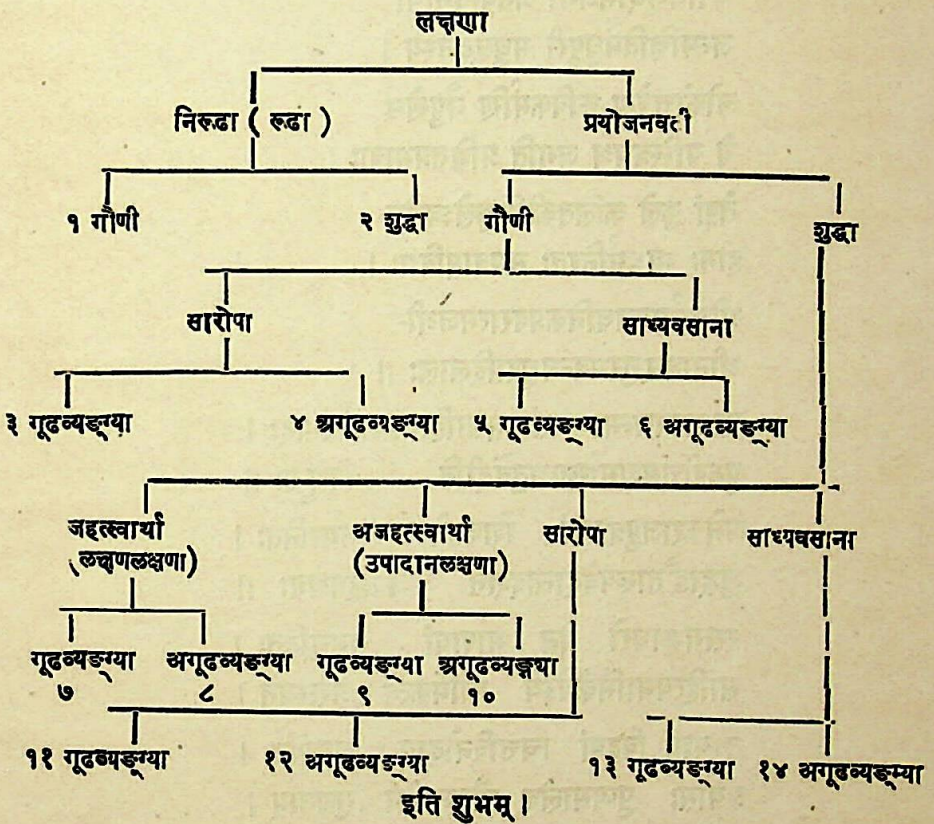 लक्षणा
निरूढा ( रूढा ) प्रयोजनवती
१ गौणी २ शुद्धा गौणी शुद्धा
सारोपा साध्यवसाना
३ गूढव्यङ्ग्या ४ अगूढव्यङ्ग्या ५ गूढव्यङ्ग्या ६ अगूढव्यङ्ग्या
जहत्स्वार्था अजहत्स्वार्था सारोपा साध्यवसाना
(लक्षणलक्षणा) (उपादानलक्षणा)
गूढव्यङ्ग्या अगूढव्यङ्ग्या गूढव्यङ्ग्या अगूढव्यङ्गया
७ ८ ९ १०
११ गूढव्यङ्ग्या १२ अगूढव्यङ्ग्या १३ गूढव्यङ्ग्या १४ अगूढव्यङ्ग्या
इति शुभम् ।